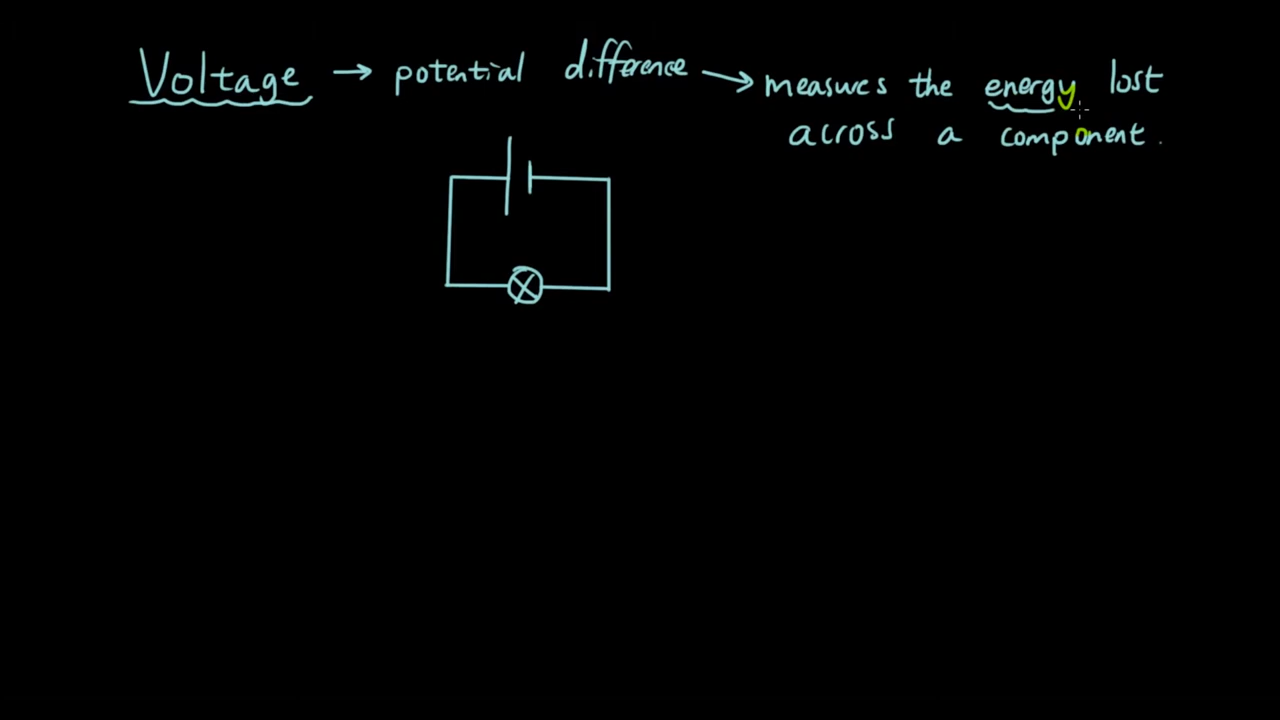 Voltage → potential difference → measures the energy lost
across a component.